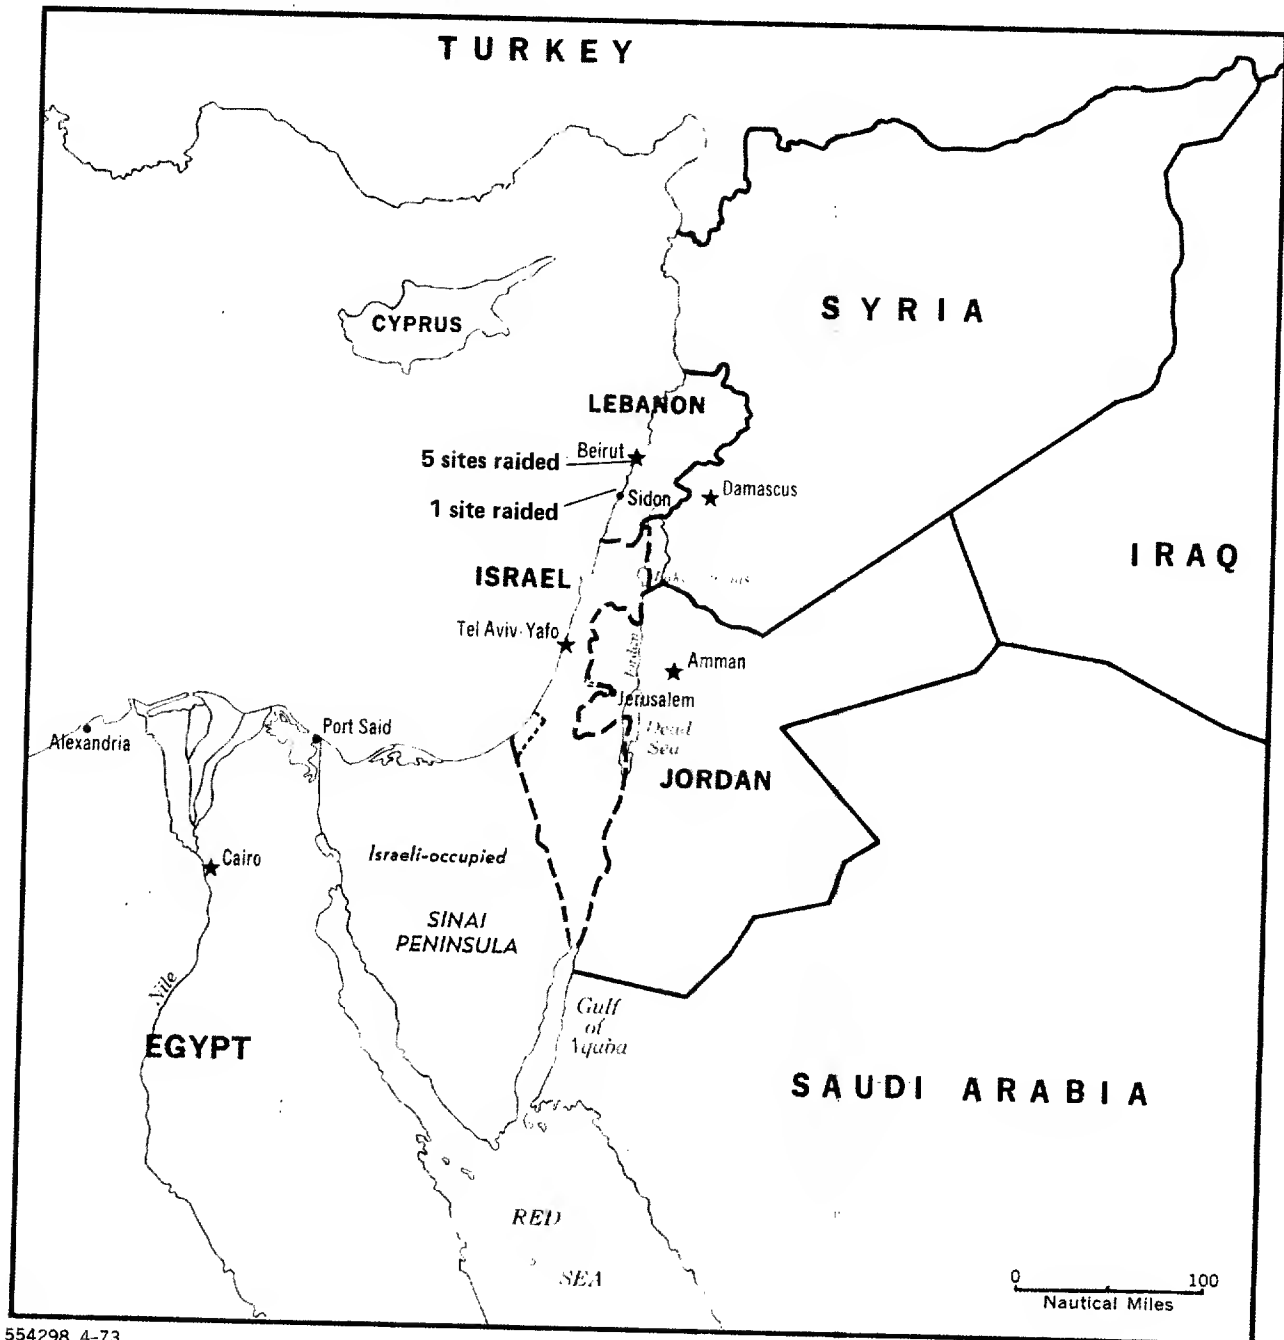 TURKEY
SYRIA
CYPRUS
LEBANON
5 sites raided
Beirut
1 site raided
Sidon
Damascus
IRAQ
ISRAEL
Tel Aviv-Yafo
Amman
Jordan
Jerusalem
Dead
Sea
JORDAN
Alexandria
Port Said
Cairo
Israeli-occupied
SINAI
PENINSULA
Nile
Gulf
of
Aqaba
EGYPT
SAUDI ARABIA
RED
SEA
0 100
Nautical Miles
554298 4-73